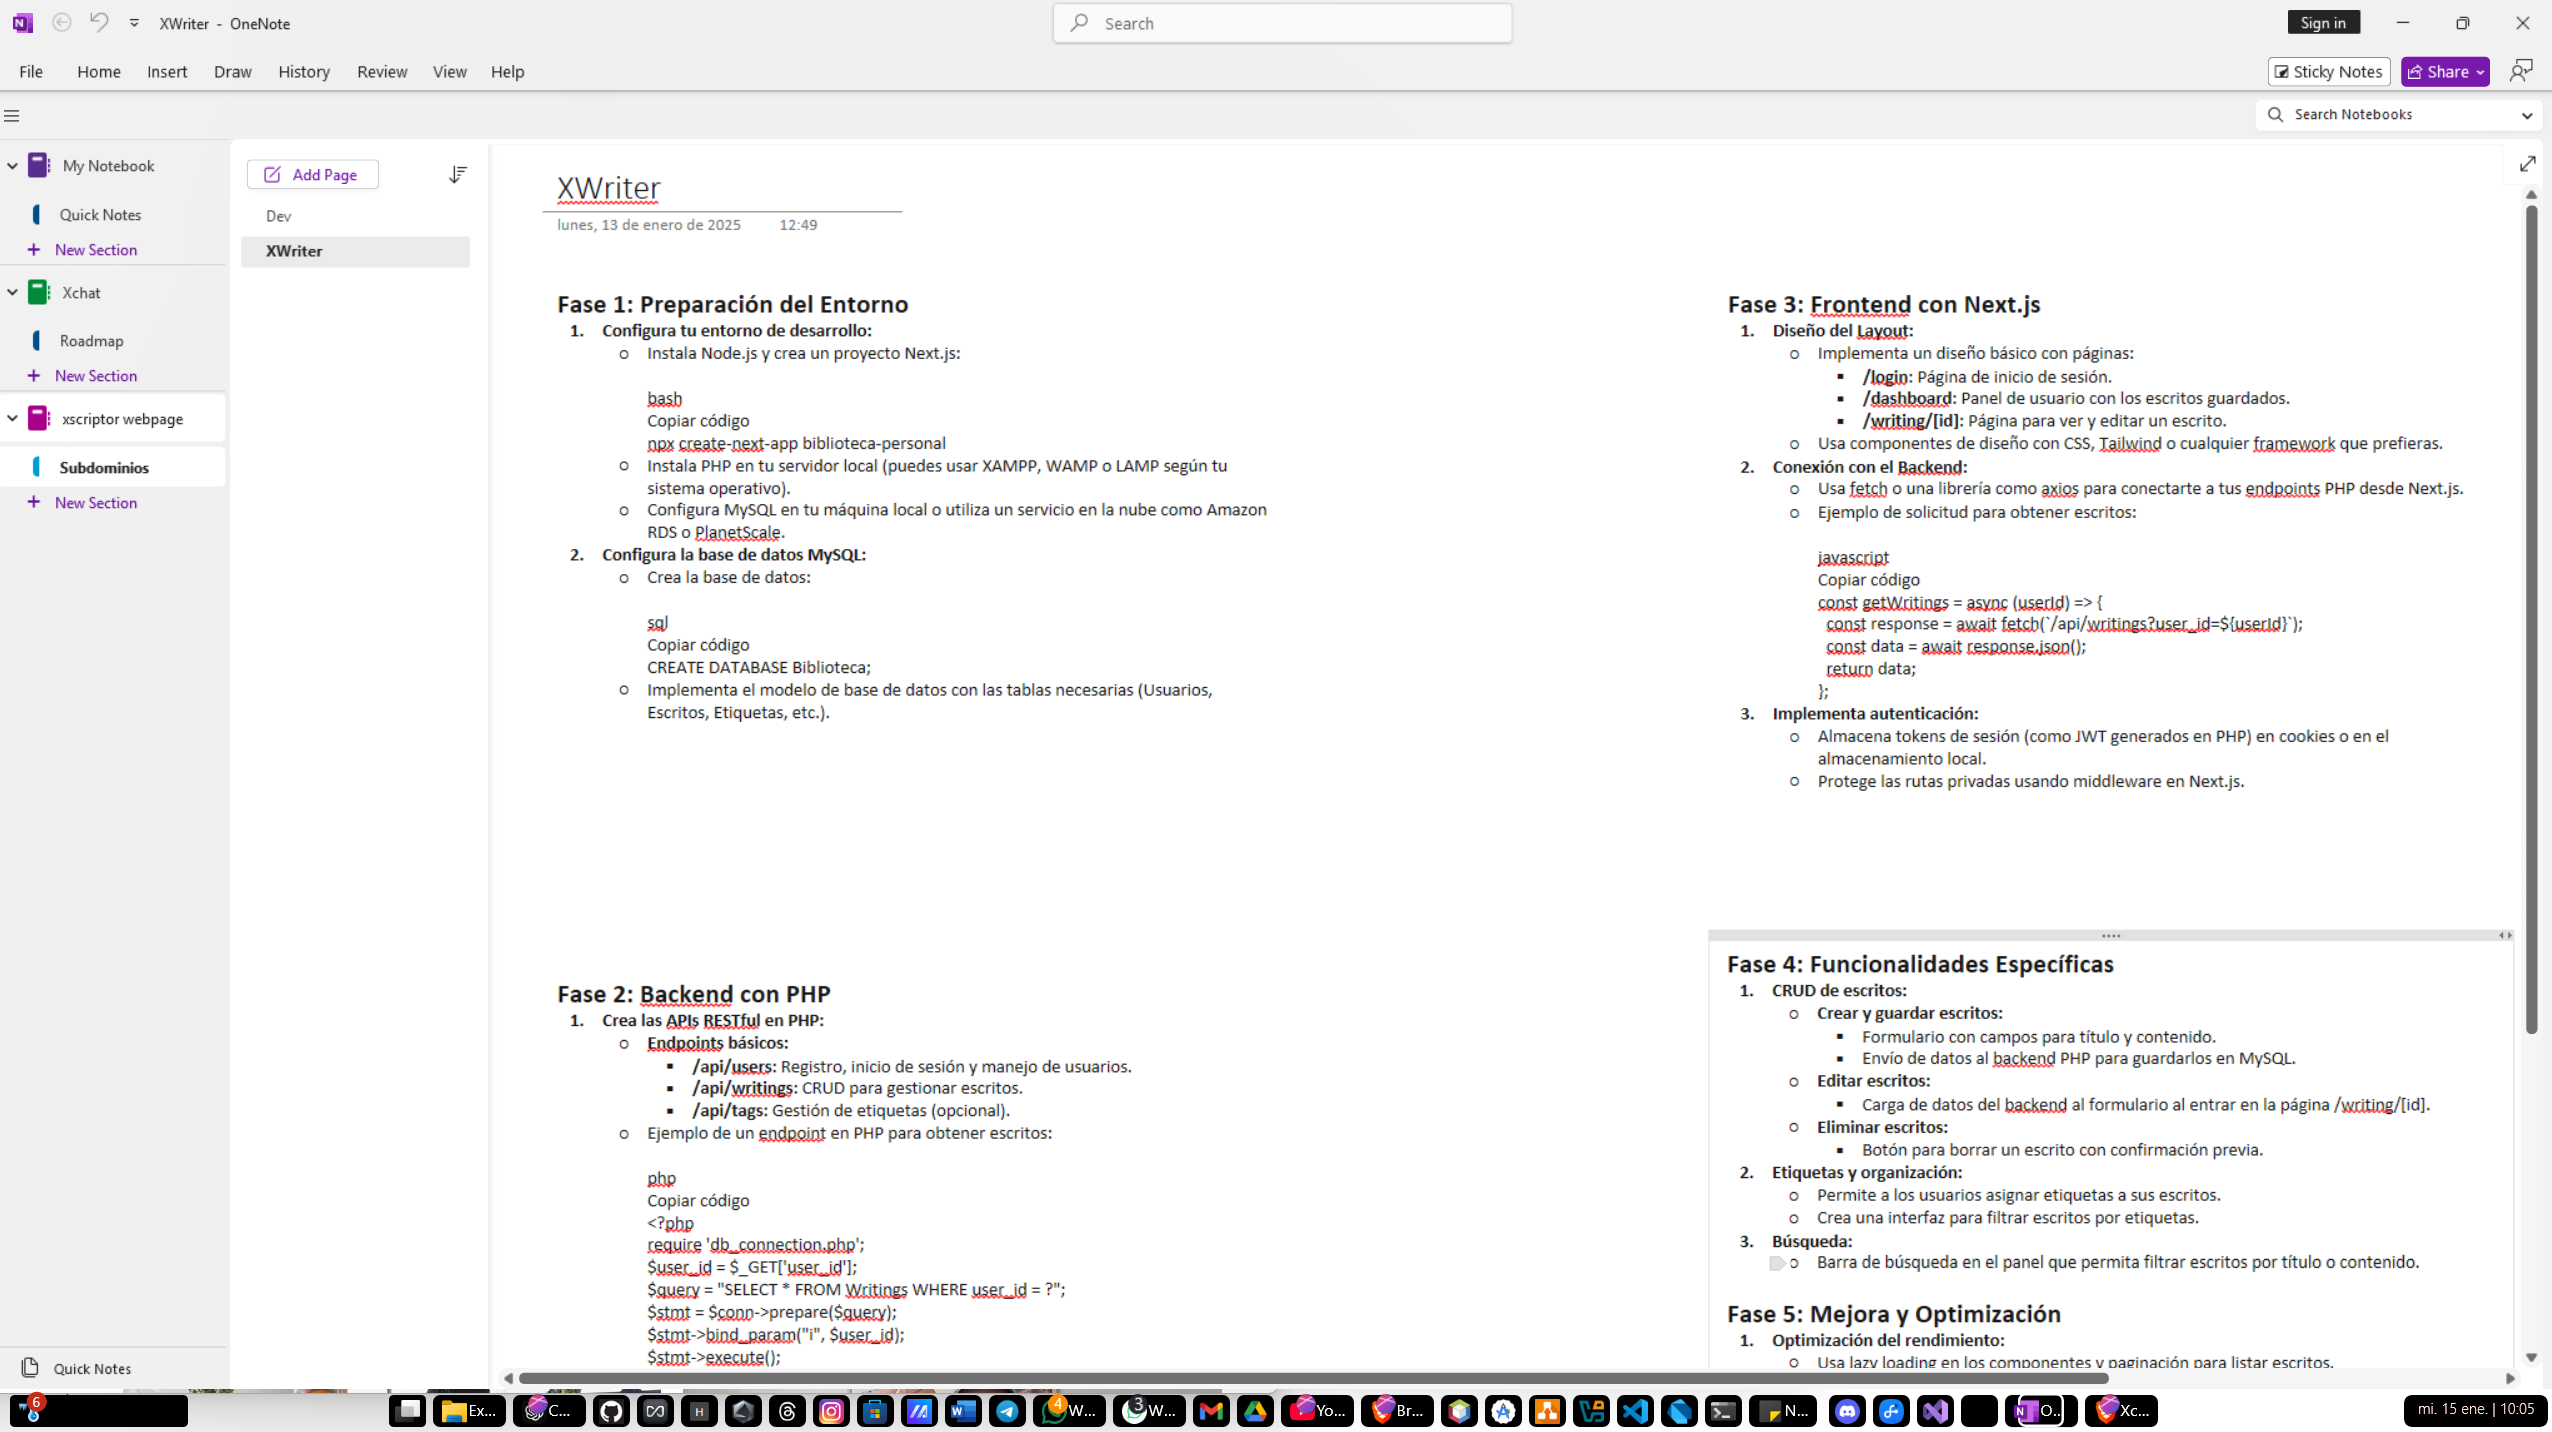 XWriter - OneNote
Search
Sign in
File Home Insert Draw History Review View Help
Sticky Notes
Share
Search Notebooks
My Notebook
Quick Notes
New Section
Xchat
Roadmap
New Section
xscriptor webpage
Subdominios
New Section
Quick Notes
Add Page
Dev
XWriter
XWriter
lunes, 13 de enero de 2025 12:49
Fase 1: Preparación del Entorno
1. Configura tu entorno de desarrollo:
○ Instala Node.js y crea un proyecto Next.js:
bash
Copiar código
npx create-next-app biblioteca-personal
○ Instala PHP en tu servidor local (puedes usar XAMPP, WAMP o LAMP según tu
sistema operativo).
○ Configura MySQL en tu máquina local o utiliza un servicio en la nube como Amazon
RDS o PlanetScale.
2. Configura la base de datos MySQL:
○ Crea la base de datos:
sql
Copiar código
CREATE DATABASE Biblioteca;
○ Implementa el modelo de base de datos con las tablas necesarias (Usuarios,
Escritos, Etiquetas, etc.).
Fase 2: Backend con PHP
1. Crea las APIs RESTful en PHP:
○ Endpoints básicos:
▪ /api/users: Registro, inicio de sesión y manejo de usuarios.
▪ /api/writings: CRUD para gestionar escritos.
▪ /api/tags: Gestión de etiquetas (opcional).
○ Ejemplo de un endpoint en PHP para obtener escritos:
php
Copiar código
<?php
require 'db_connection.php';
$user_id = $_GET['user_id'];
$query = "SELECT * FROM Writings WHERE user_id = ?";
$stmt = $conn->prepare($query);
$stmt->bind_param("i", $user_id);
$stmt->execute();
Fase 3: Frontend con Next.js
1. Diseño del Layout:
○ Implementa un diseño básico con páginas:
▪ /login: Página de inicio de sesión.
▪ /dashboard: Panel de usuario con los escritos guardados.
▪ /writing/[id]: Página para ver y editar un escrito.
○ Usa componentes de diseño con CSS, Tailwind o cualquier framework que prefieras.
2. Conexión con el Backend:
○ Usa fetch o una librería como axios para conectarte a tus endpoints PHP desde Next.js.
○ Ejemplo de solicitud para obtener escritos:
javascript
Copiar código
const getWritings = async (userId) => {
const response = await fetch(`/api/writings?user_id=${userId}`);
const data = await response.json();
return data;
};
3. Implementa autenticación:
○ Almacena tokens de sesión (como JWT generados en PHP) en cookies o en el
almacenamiento local.
○ Protege las rutas privadas usando middleware en Next.js.
Fase 4: Funcionalidades Específicas
1. CRUD de escritos:
○ Crear y guardar escritos:
▪ Formulario con campos para título y contenido.
▪ Envío de datos al backend PHP para guardarlos en MySQL.
○ Editar escritos:
▪ Carga de datos del backend al formulario al entrar en la página /writing/[id].
○ Eliminar escritos:
▪ Botón para borrar un escrito con confirmación previa.
2. Etiquetas y organización:
○ Permite a los usuarios asignar etiquetas a sus escritos.
○ Crea una interfaz para filtrar escritos por etiquetas.
3. Búsqueda:
○ Barra de búsqueda en el panel que permita filtrar escritos por título o contenido.
Fase 5: Mejora y Optimización
1. Optimización del rendimiento:
○ Usa lazy loading en los componentes y paginación para listar escritos.
6 Ex... C... H 4 W... 3 W... Yo... Br... N... O... Xc... mi. 15 ene. | 10:05